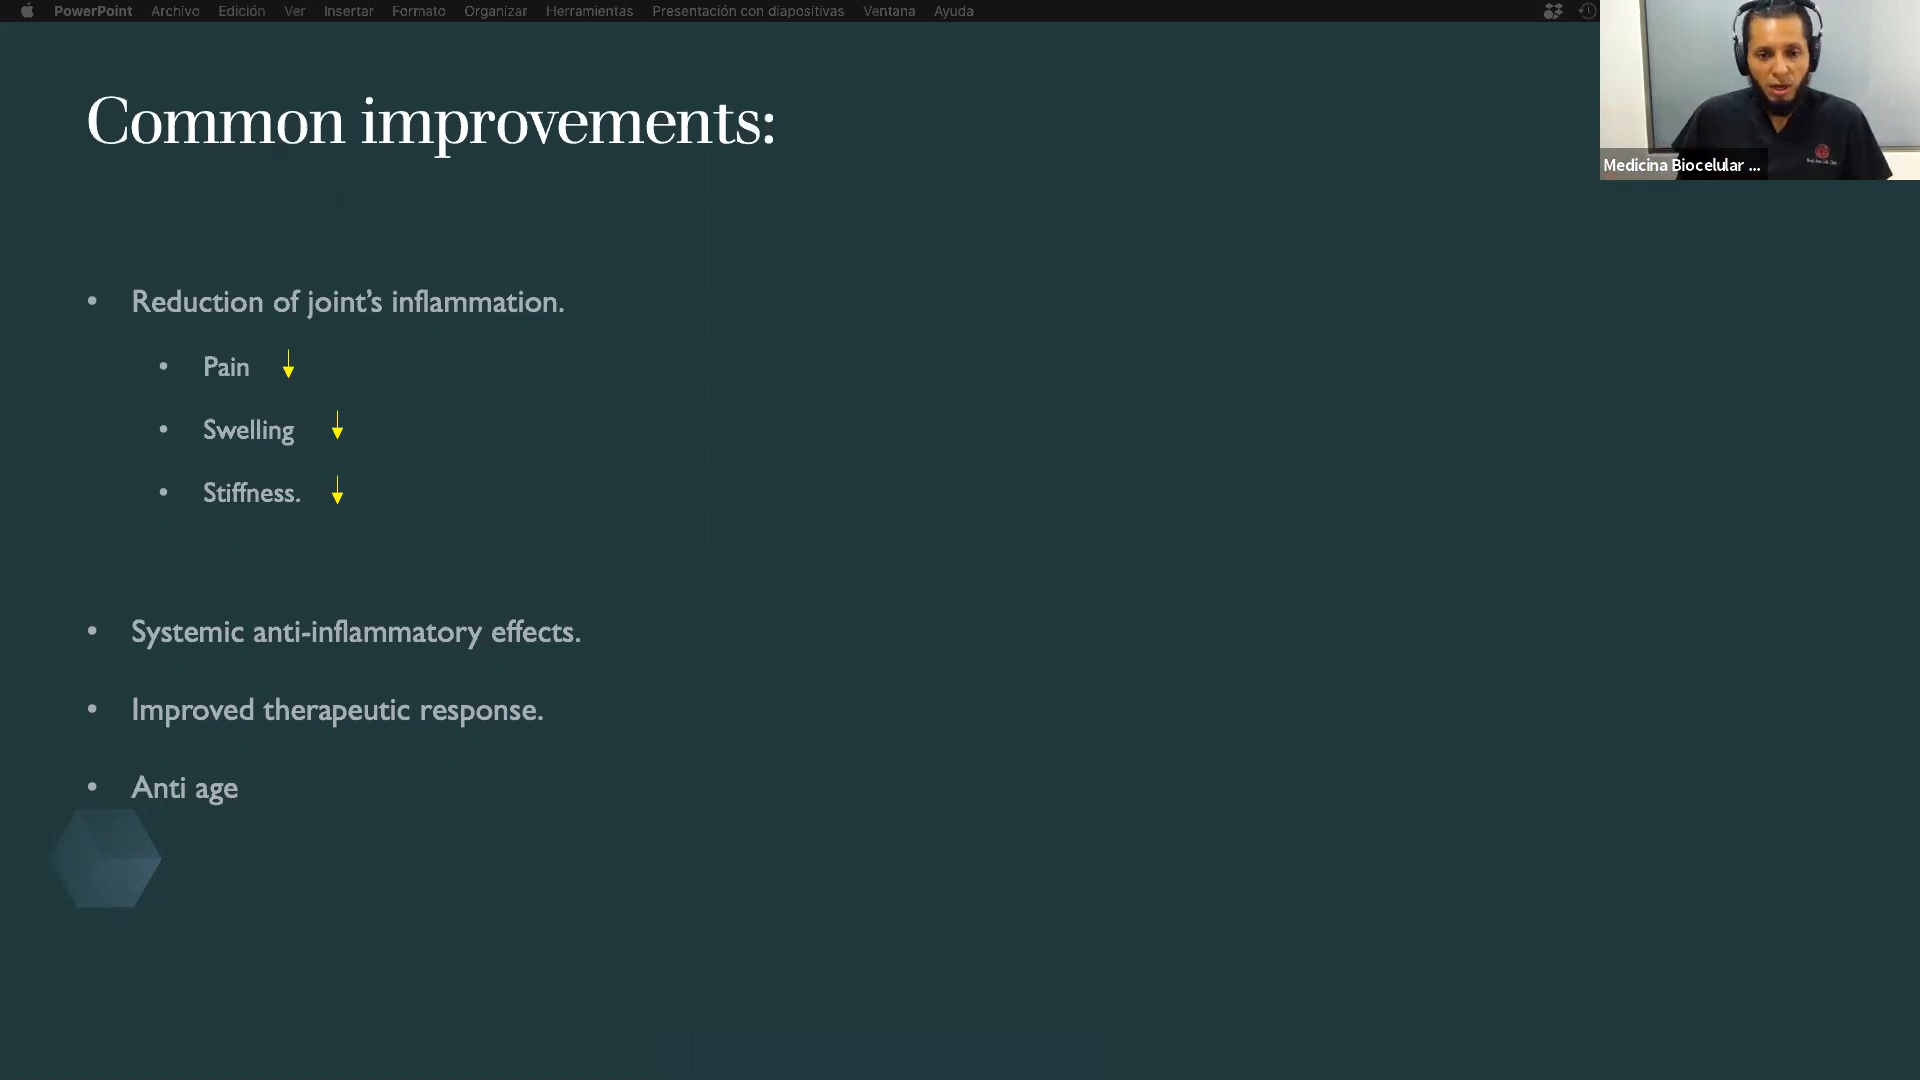 PowerPoint Archivo Edición Ver Insertar Formato Organizar Herramientas Presentación con diapositivas Ventana Ayuda
Common improvements:
Medicina Biocelular ...
• Reduction of joint’s inflammation.
• Pain
• Swelling
• Stiffness.
• Systemic anti-inflammatory effects.
• Improved therapeutic response.
• Anti age